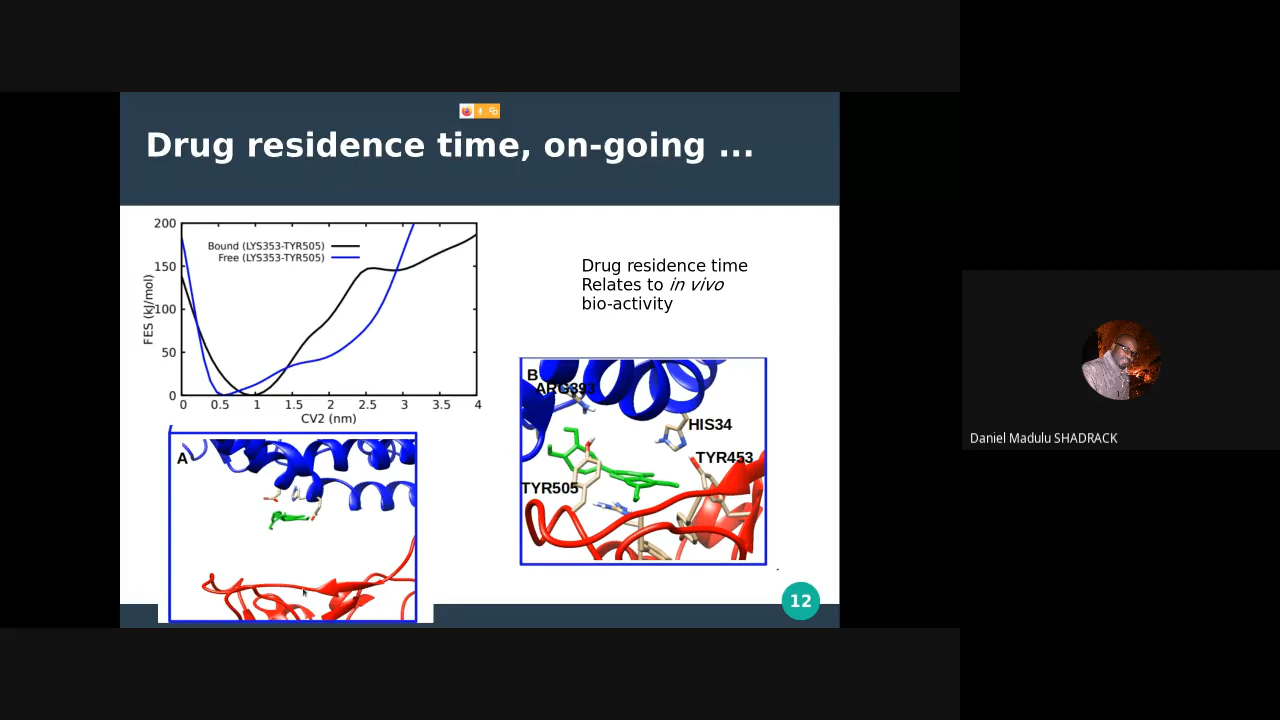 Drug residence time, on-going ...
200
150
100
50
0
FES (kJ/mol)
Bound (LYS353-TYR505)
Free (LYS353-TYR505)
0 0.5 1 1.5 2 2.5 3 3.5 4
CV2 (nm)
Drug residence time
Relates to in vivo
bio-activity
A
B
ARG393
HIS34
TYR453
TYR505
12
Daniel Madulu SHADRACK